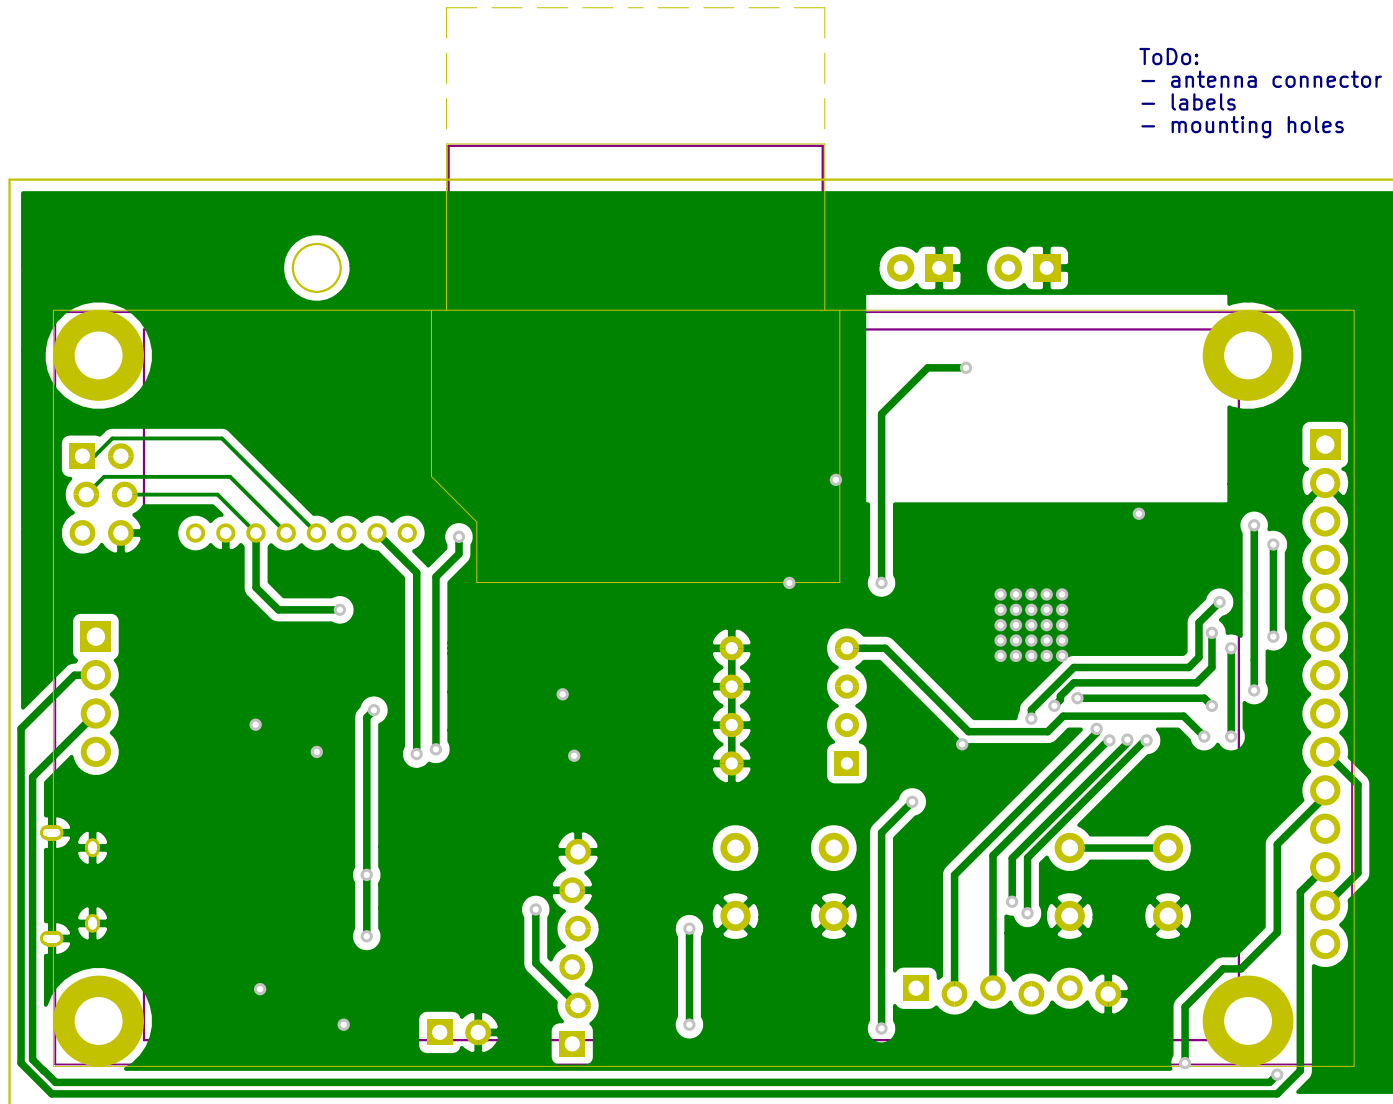 ToDo:
– antenna connector
– labels
– mounting holes